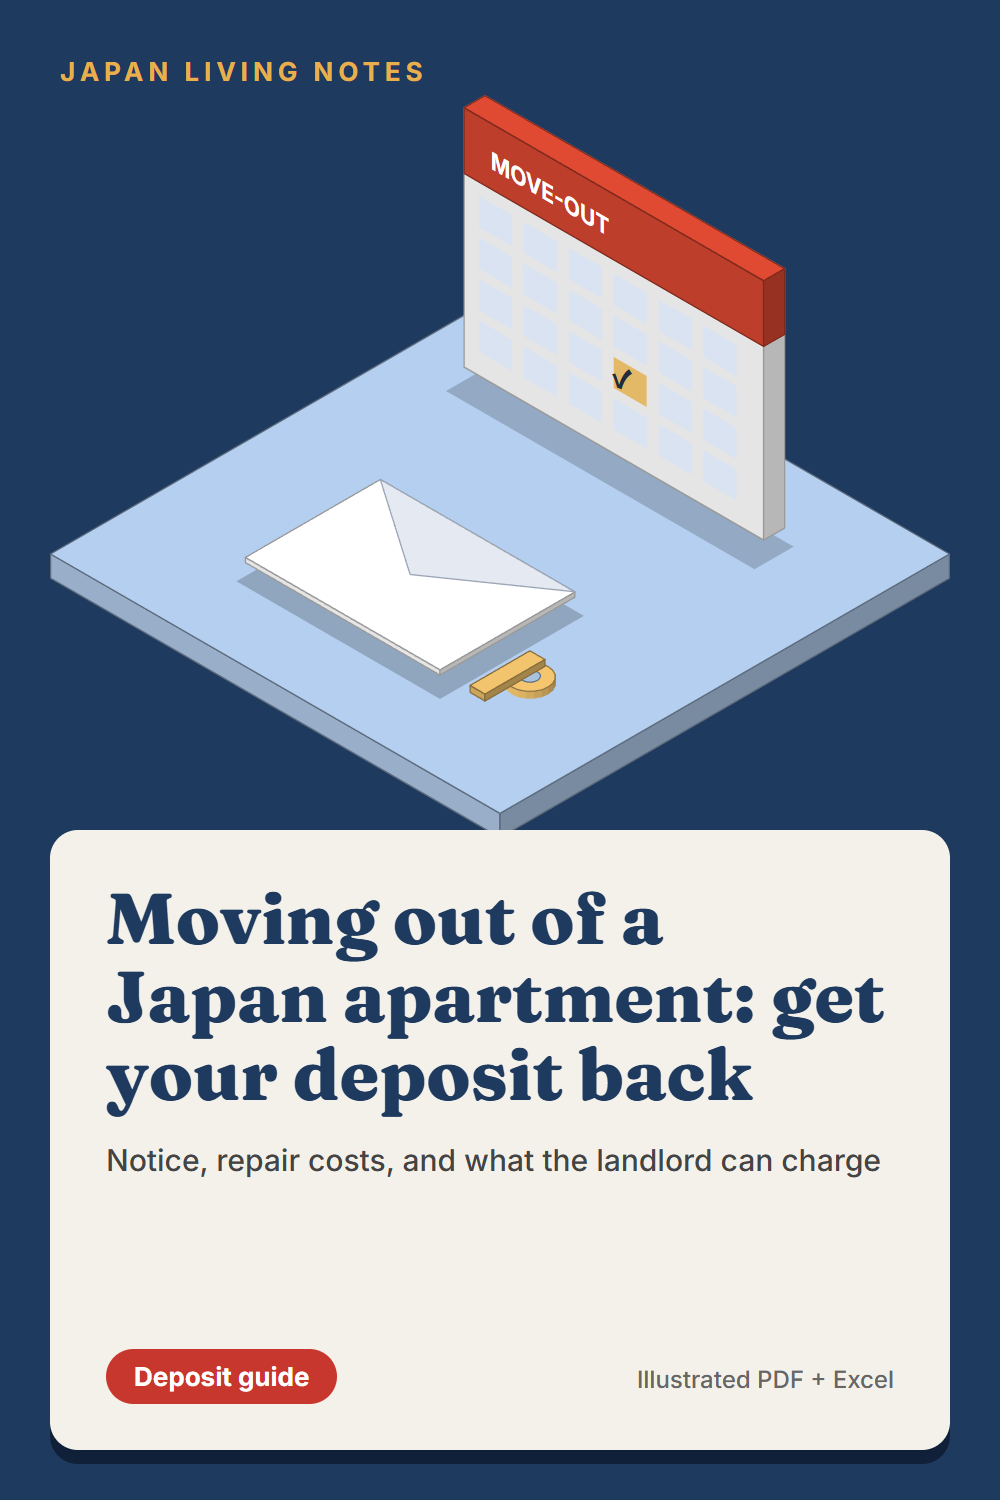 JAPAN LIVING NOTES
MOVE-OUT
Moving out of a
Japan apartment: get
your deposit back
Notice, repair costs, and what the landlord can charge
Deposit guide
Illustrated PDF + Excel